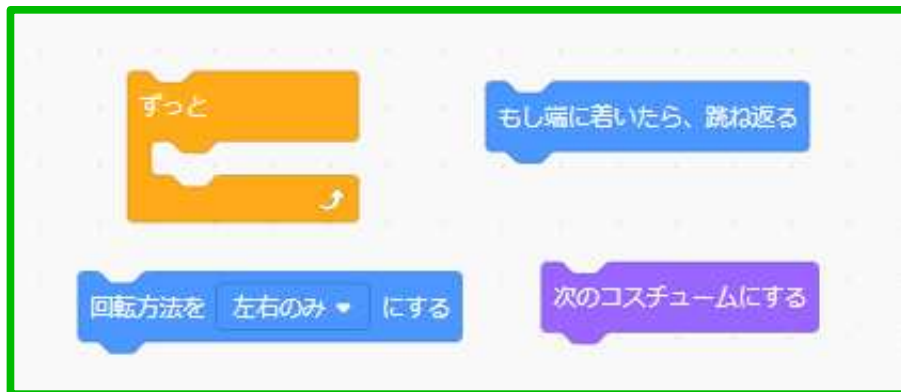 ずっと
もし端に着いたら、跳ね返る
回転方法を 左右のみ にする
次のコスチュームにする